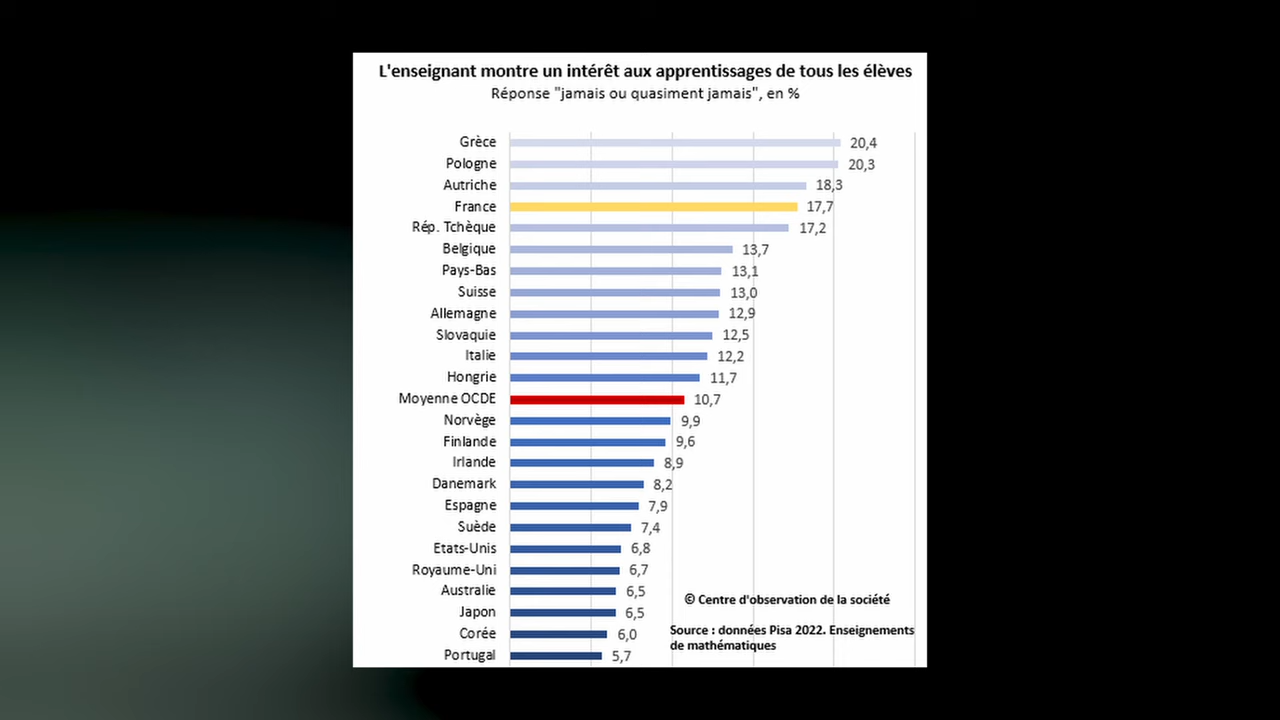 L'enseignant montre un intérêt aux apprentissages de tous les élèves
Réponse "jamais ou quasiment jamais", en %
Grèce 20,4
Pologne 20,3
Autriche 18,3
France 17,7
Rép. Tchèque 17,2
Belgique 13,7
Pays-Bas 13,1
Suisse 13,0
Allemagne 12,9
Slovaquie 12,5
Italie 12,2
Hongrie 11,7
Moyenne OCDE 10,7
Norvège 9,9
Finlande 9,6
Irlande 8,9
Danemark 8,2
Espagne 7,9
Suède 7,4
Etats-Unis 6,8
Royaume-Uni 6,7
Australie 6,5
Japon 6,5
Corée 6,0
Portugal 5,7
© Centre d'observation de la société
Source : données Pisa 2022. Enseignements
de mathématiques